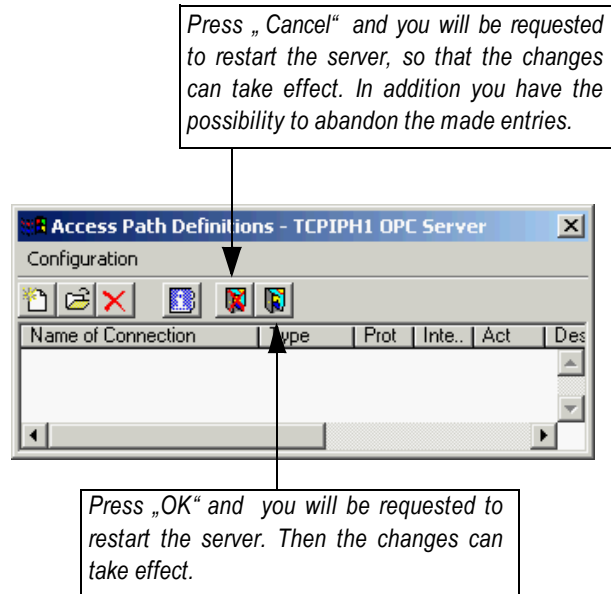 Press „ Cancel“ and you will be requested
to restart the server, so that the changes
can take effect. In addition you have the
possibility to abandon the made entries.
Access Path Definitions - TCPIPH1 OPC Server
Configuration
Name of Connection Type Prot Inte.. Act Des
Press „OK“ and you will be requested to
restart the server. Then the changes can
take effect.